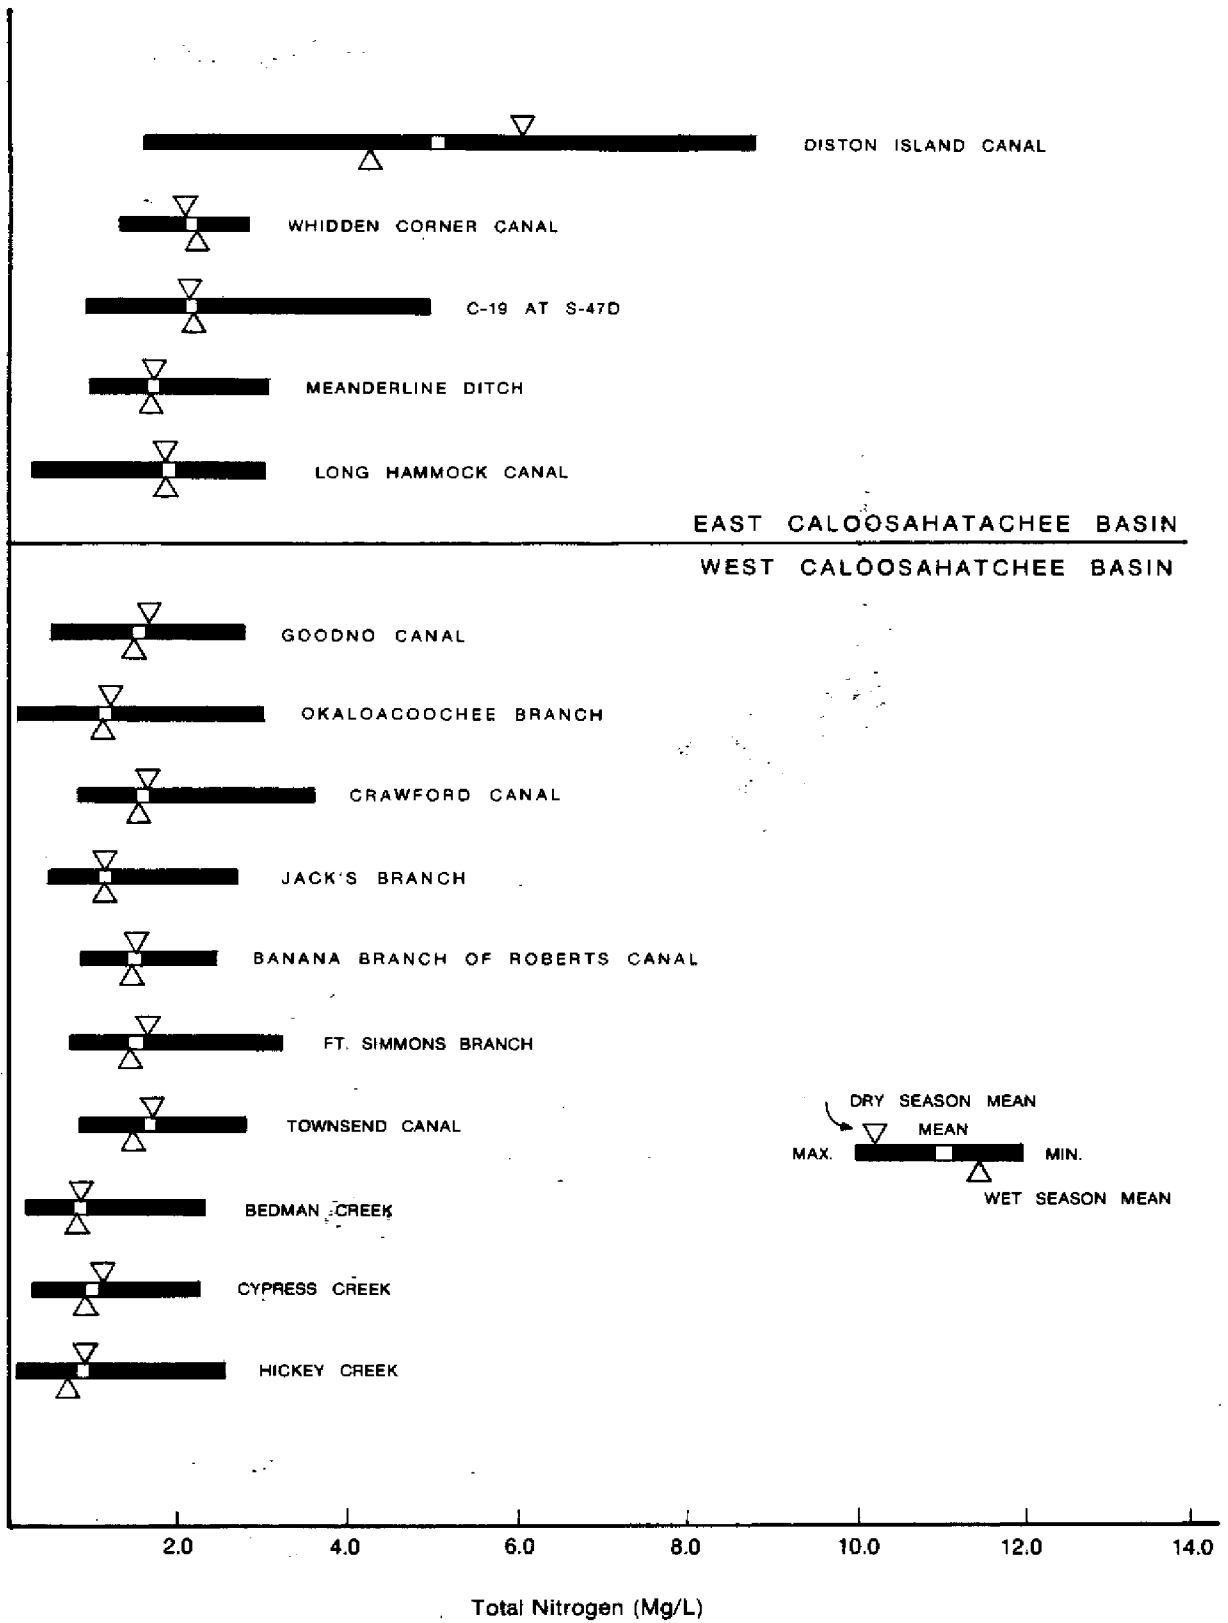 DISTON ISLAND CANAL
WHIDDEN CORNER CANAL
C-19 AT S-47D
MEANDERLINE DITCH
LONG HAMMOCK CANAL
EAST CALOOSAHATACHEE BASIN
WEST CALOOSAHATCHEE BASIN
GOODNO CANAL
OKALOACOOCHEE BRANCH
CRAWFORD CANAL
JACK'S BRANCH
BANANA BRANCH OF ROBERTS CANAL
FT. SIMMONS BRANCH
DRY SEASON MEAN
MEAN
MAX. MIN.
WET SEASON MEAN
TOWNSEND CANAL
BEDMAN CREEK
CYPRESS CREEK
HICKEY CREEK
2.0 4.0 6.0 8.0 10.0 12.0 14.0
Total Nitrogen (Mg/L)